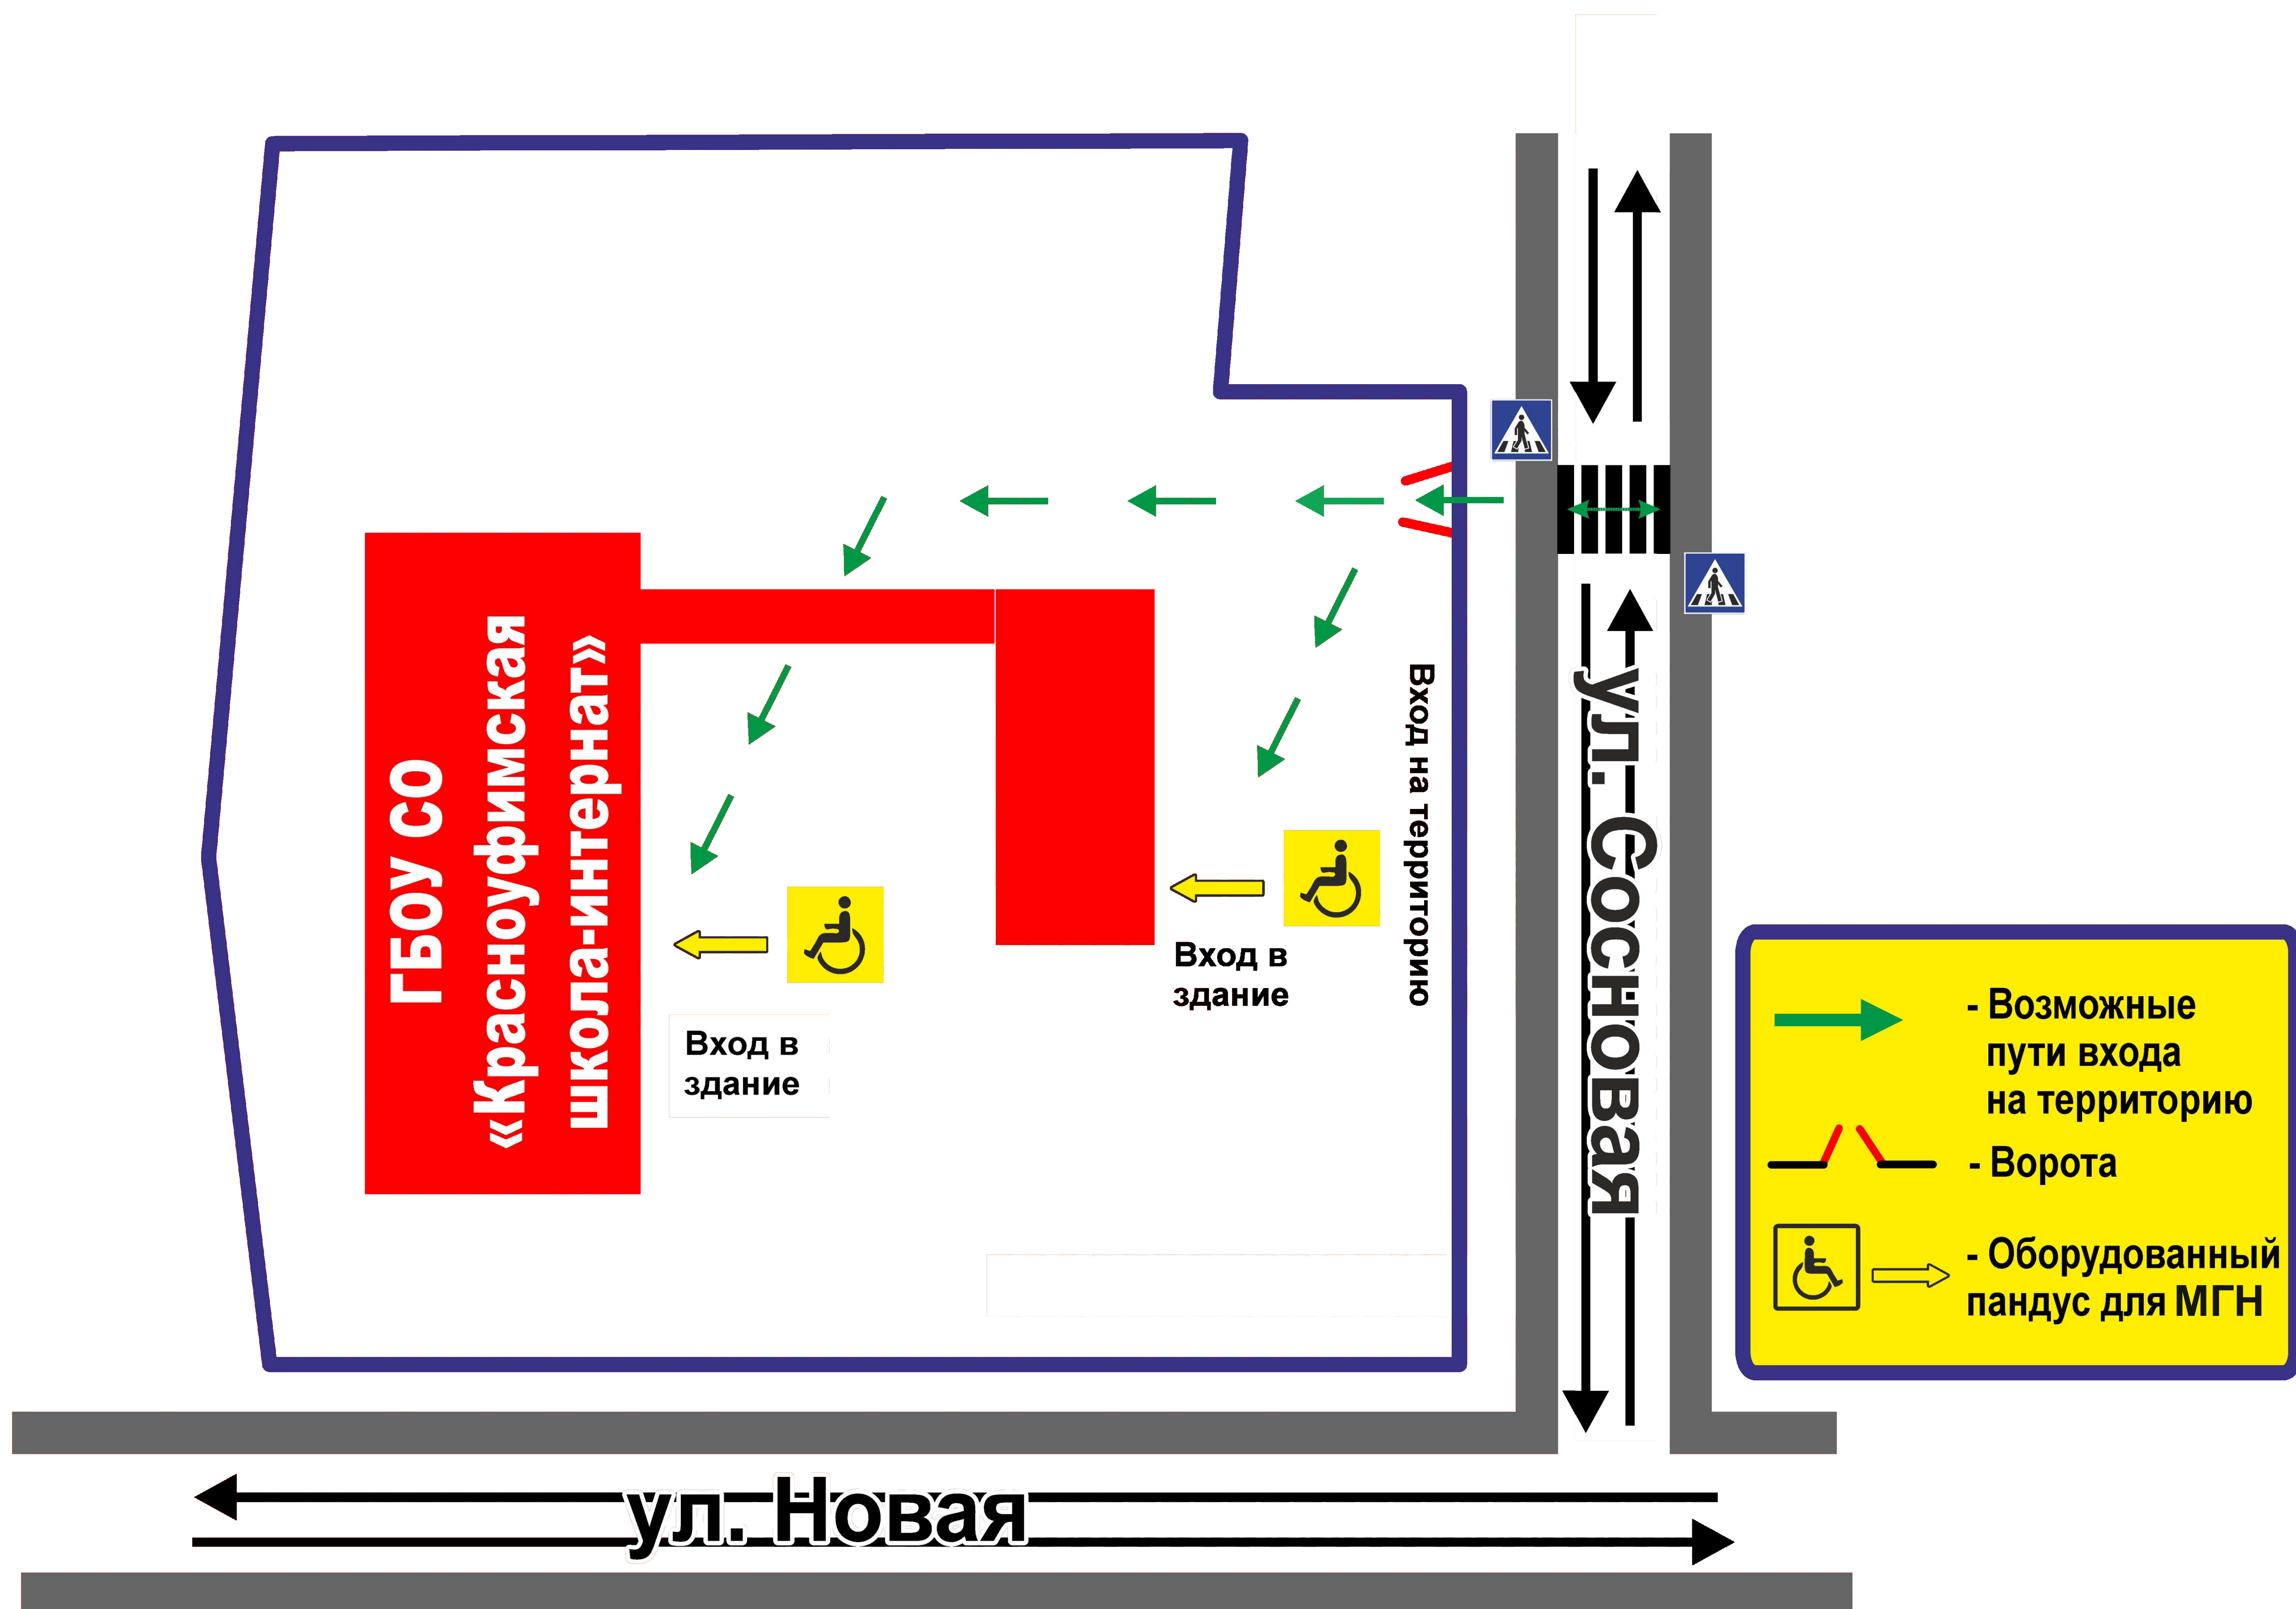 ГБОУ СО
«Красноуфимская
школа-интернат»
Вход в
здание
Вход в
здание
Вход на территорию
ул. Сосновая
ул. Новая
- Возможные
пути входа
на территорию
- Ворота
- Оборудованный
пандус для МГН